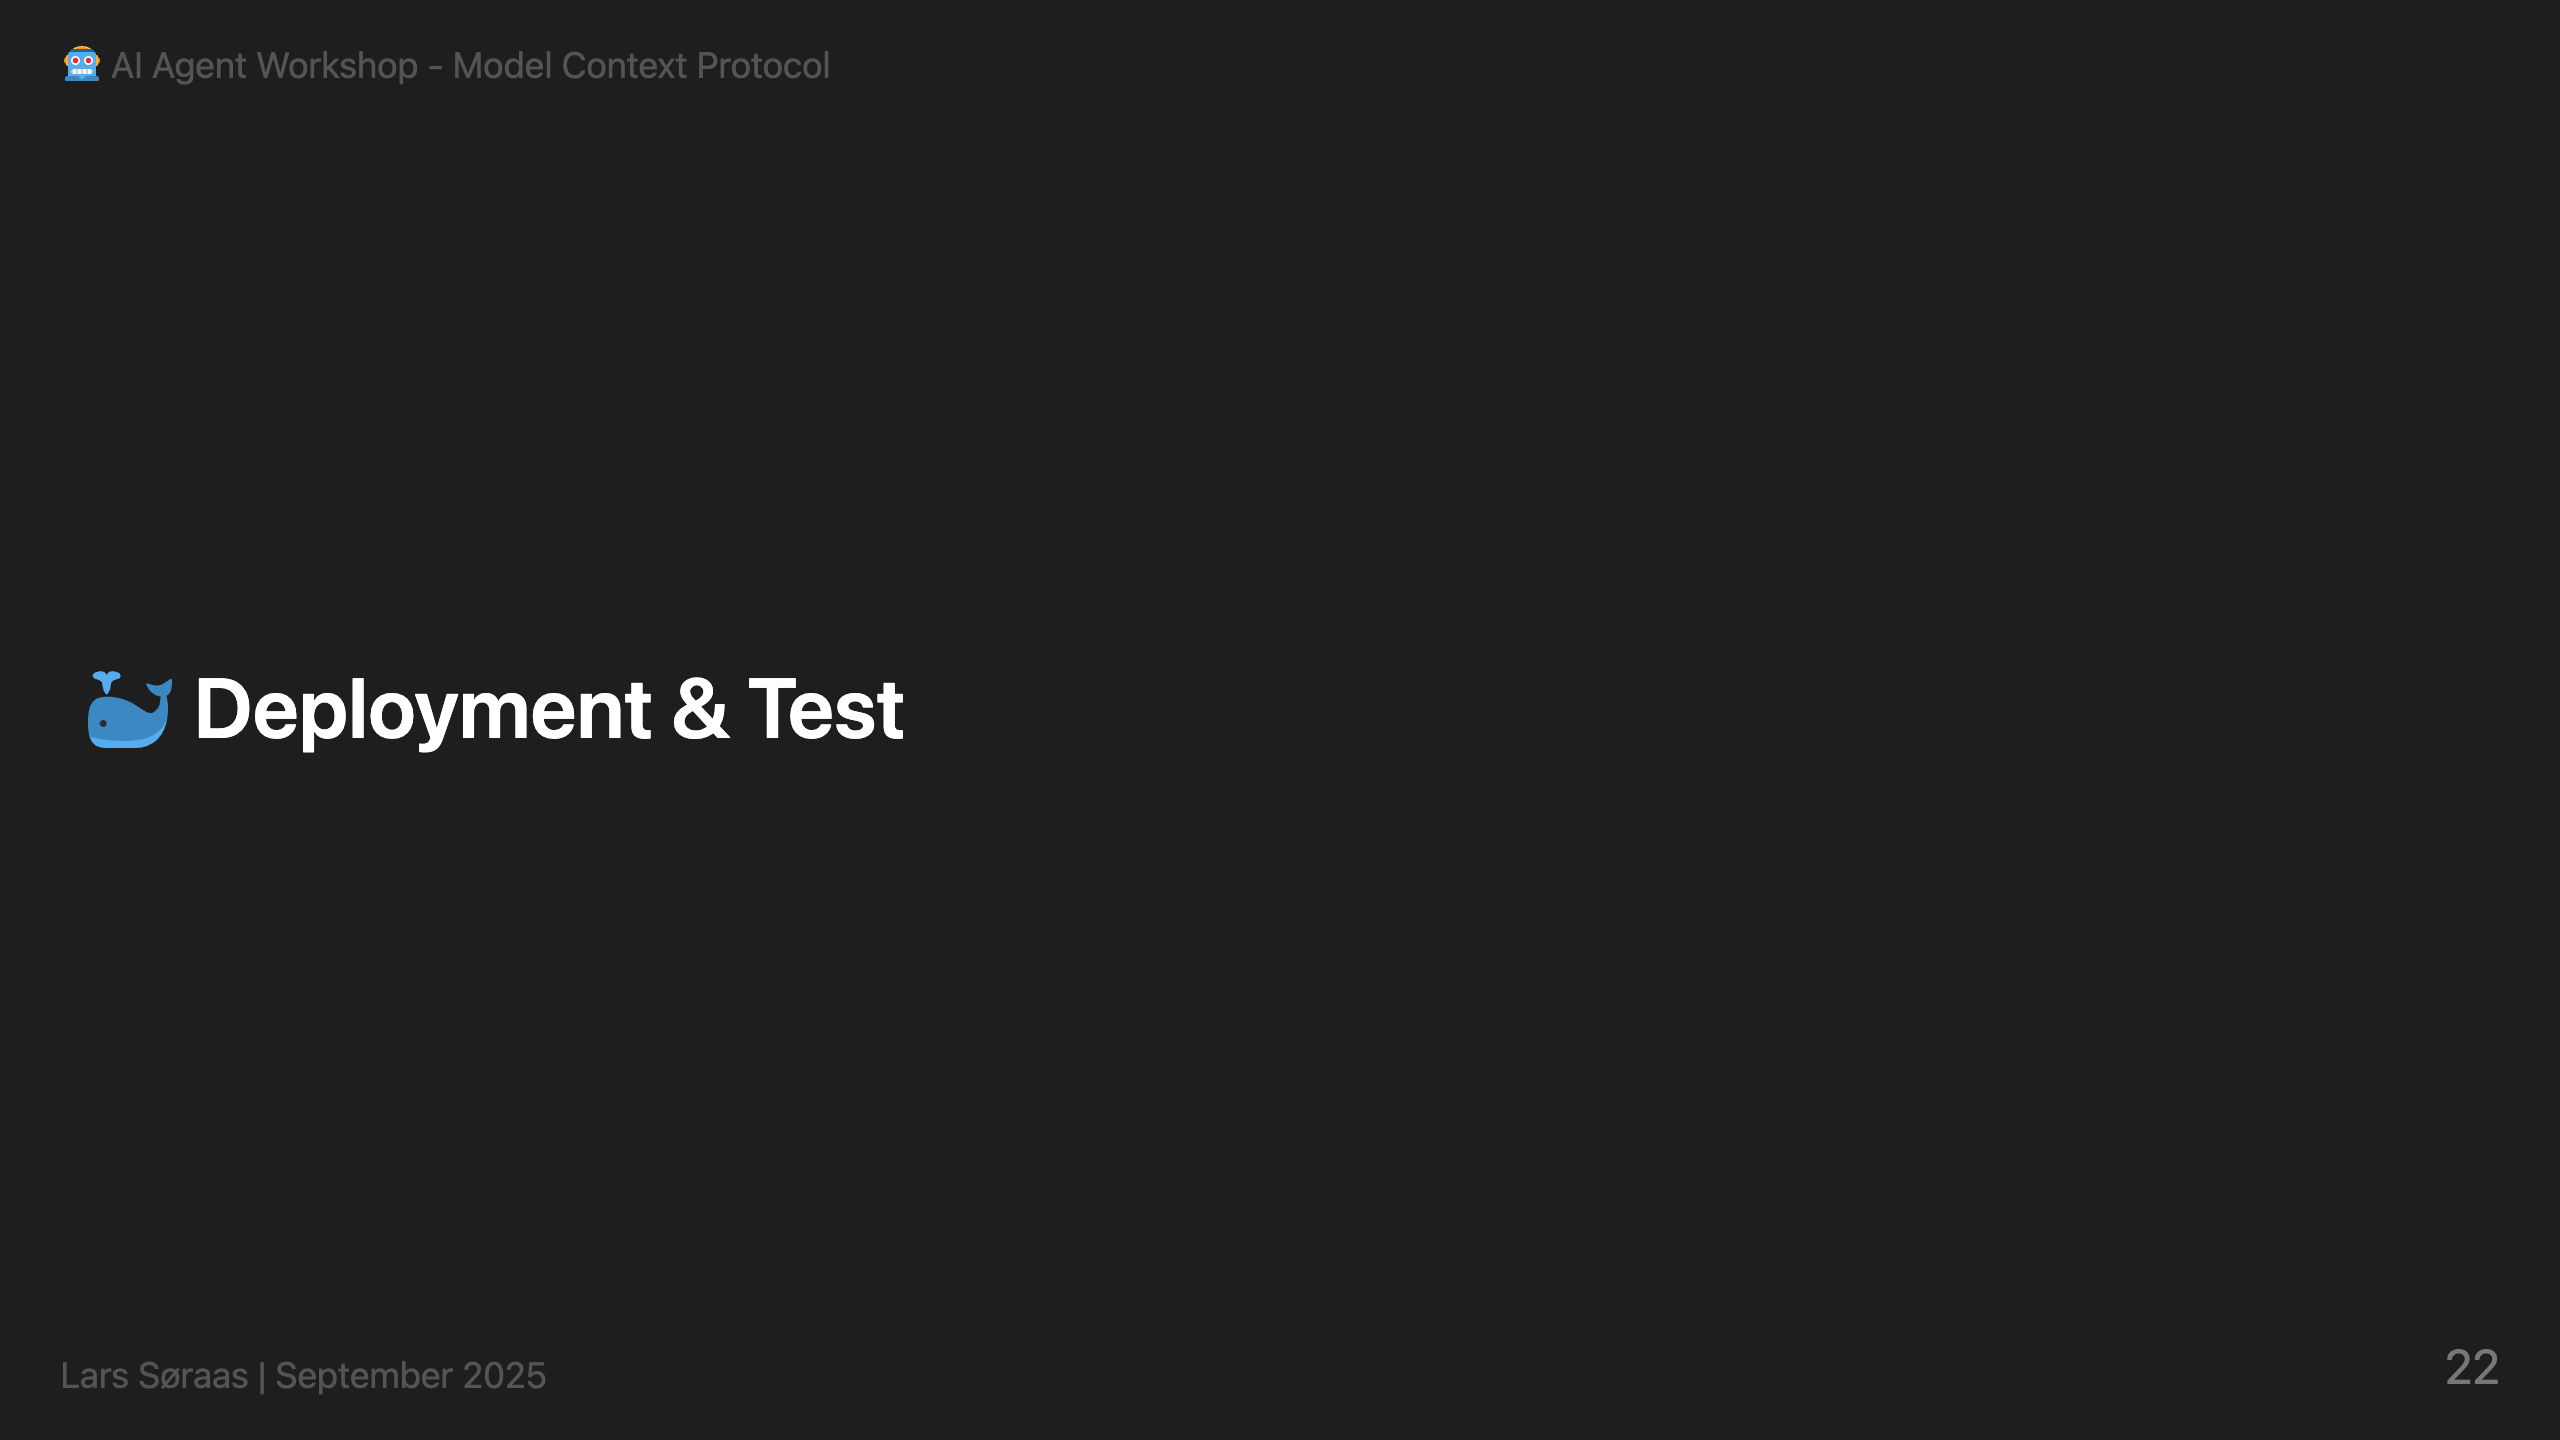 🤖 AI Agent Workshop - Model Context Protocol
🐳 Deployment & Test
Lars Søraas | September 2025
22